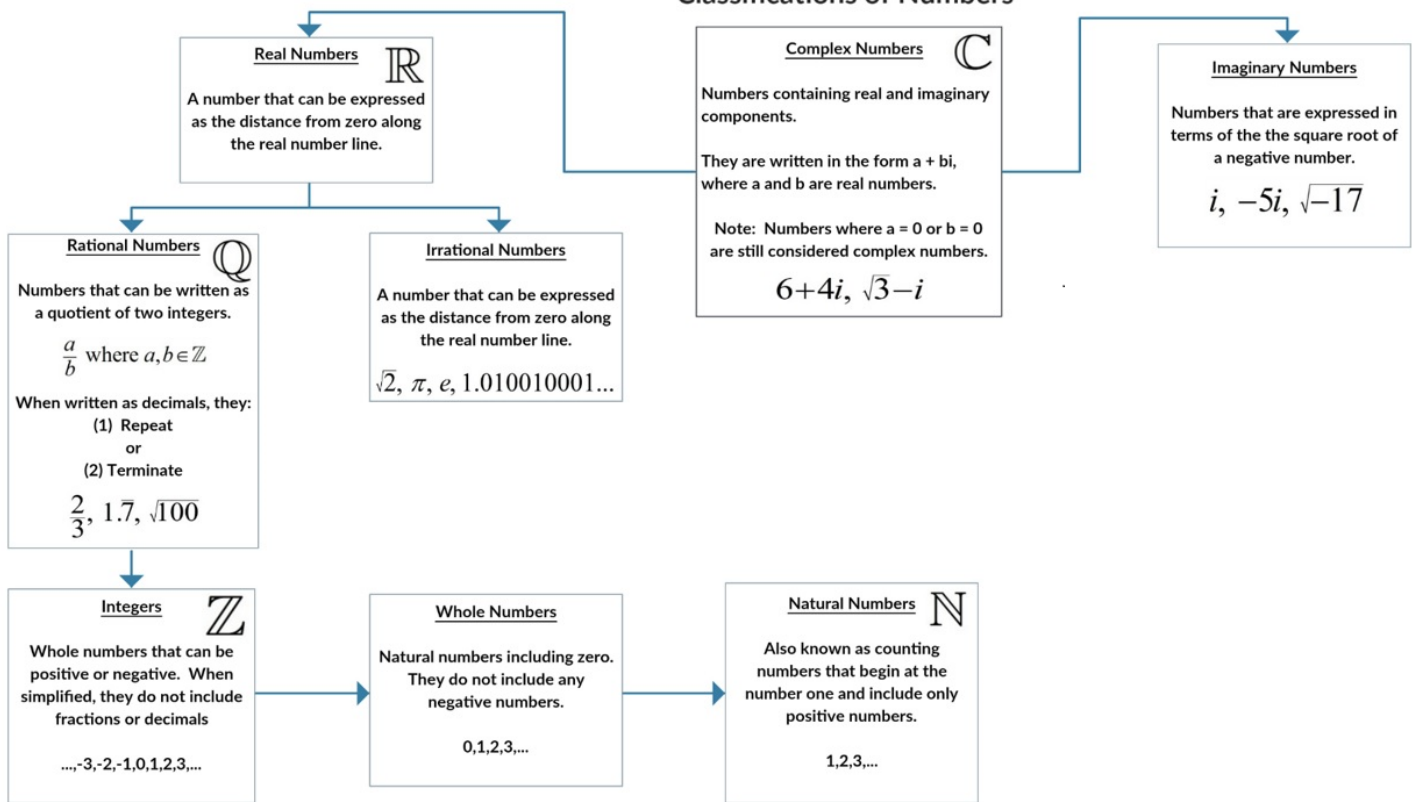 Classifications of Numbers
Complex Numbers ℂ
Numbers containing real and imaginary
components.
They are written in the form a + bi,
where a and b are real numbers.
Note: Numbers where a = 0 or b = 0
are still considered complex numbers.
6+4i, √3−i
Real Numbers ℝ
A number that can be expressed
as the distance from zero along
the real number line.
Imaginary Numbers
Numbers that are expressed in
terms of the the square root of
a negative number.
i, −5i, √−17
Rational Numbers ℚ
Numbers that can be written as
a quotient of two integers.
a/b where a,b∈ℤ
When written as decimals, they:
(1) Repeat
or
(2) Terminate
2/3, 1.7̅, √100
Irrational Numbers
A number that can be expressed
as the distance from zero along
the real number line.
√2, π, e, 1.010010001...
Integers ℤ
Whole numbers that can be
positive or negative. When
simplified, they do not include
fractions or decimals
...,-3,-2,-1,0,1,2,3,...
Whole Numbers
Natural numbers including zero.
They do not include any
negative numbers.
0,1,2,3,...
Natural Numbers ℕ
Also known as counting
numbers that begin at the
number one and include only
positive numbers.
1,2,3,...